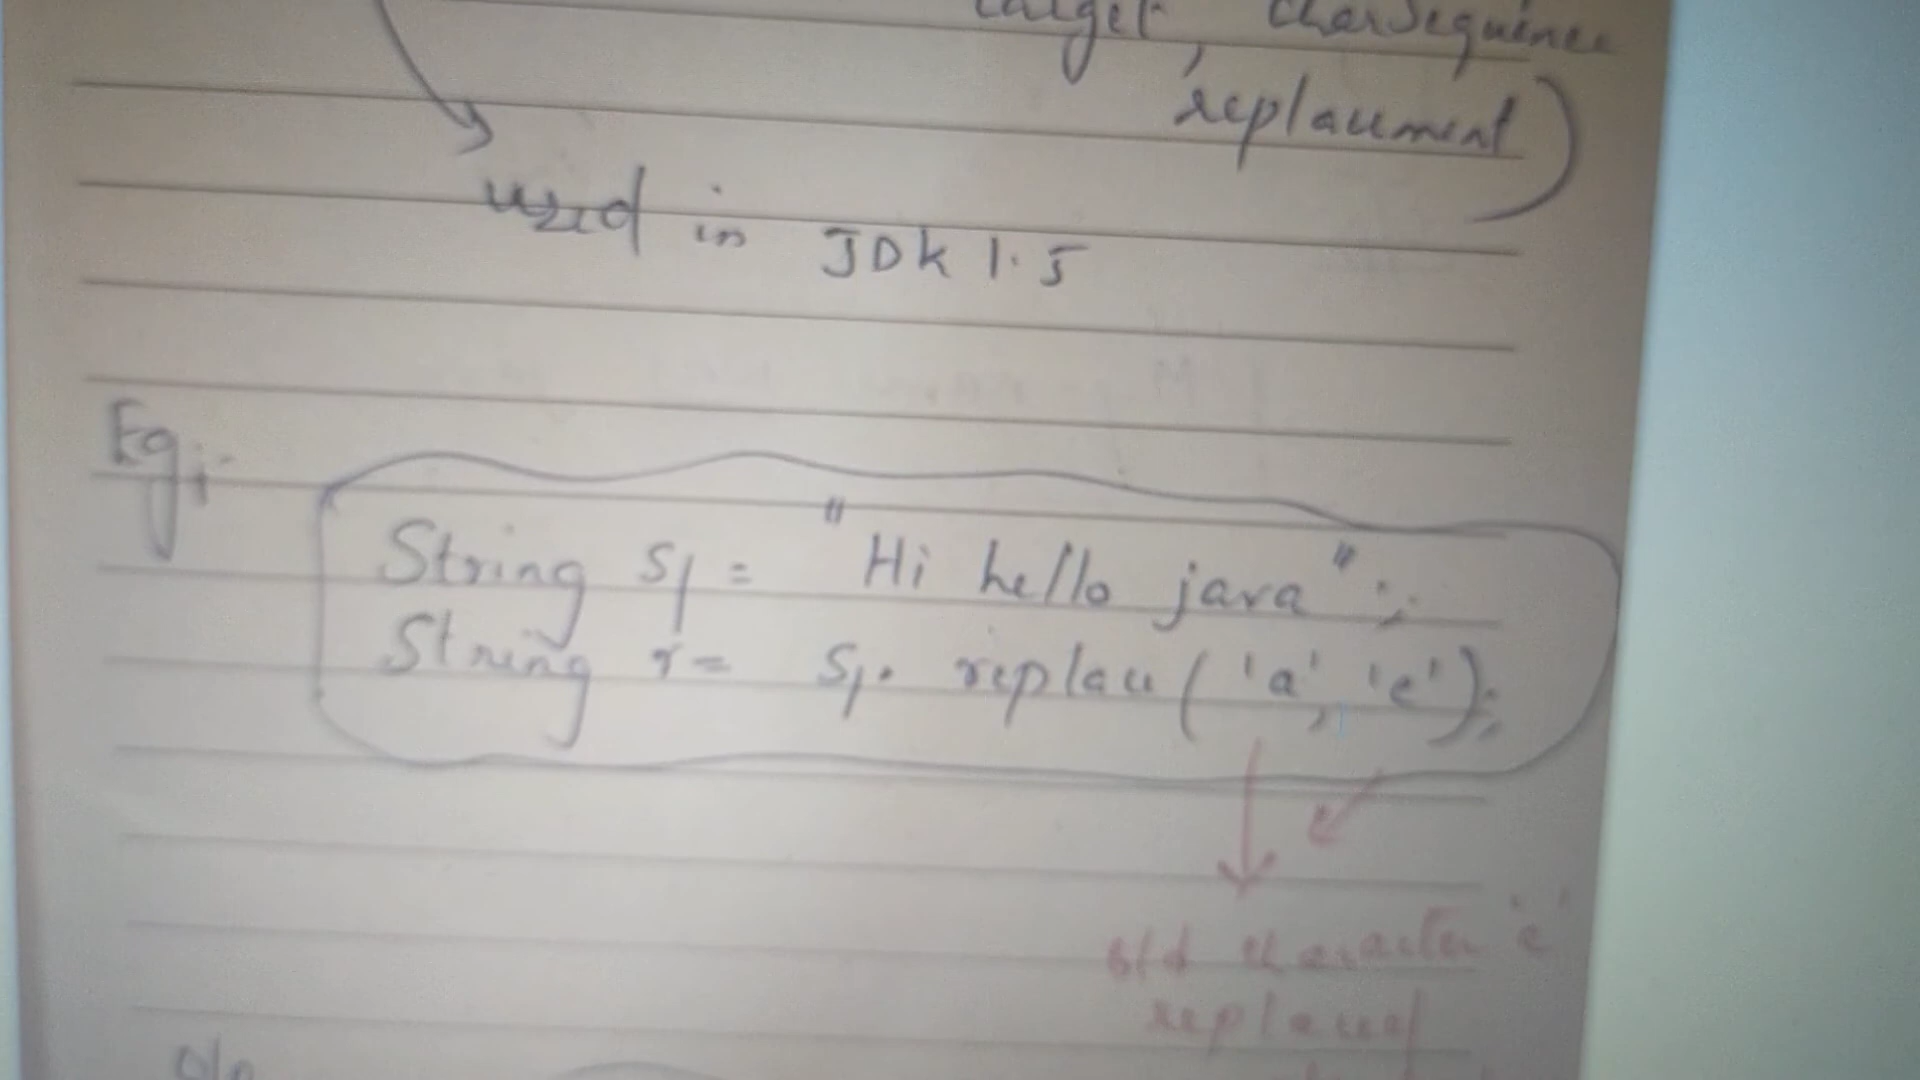 target, charsequence
replacement)
used in JDK 1.5
Eg:-
String s1 = "Hi hello java";
String r = s1. replace ('a', 'e');
old character 'e'
replaced
o/p